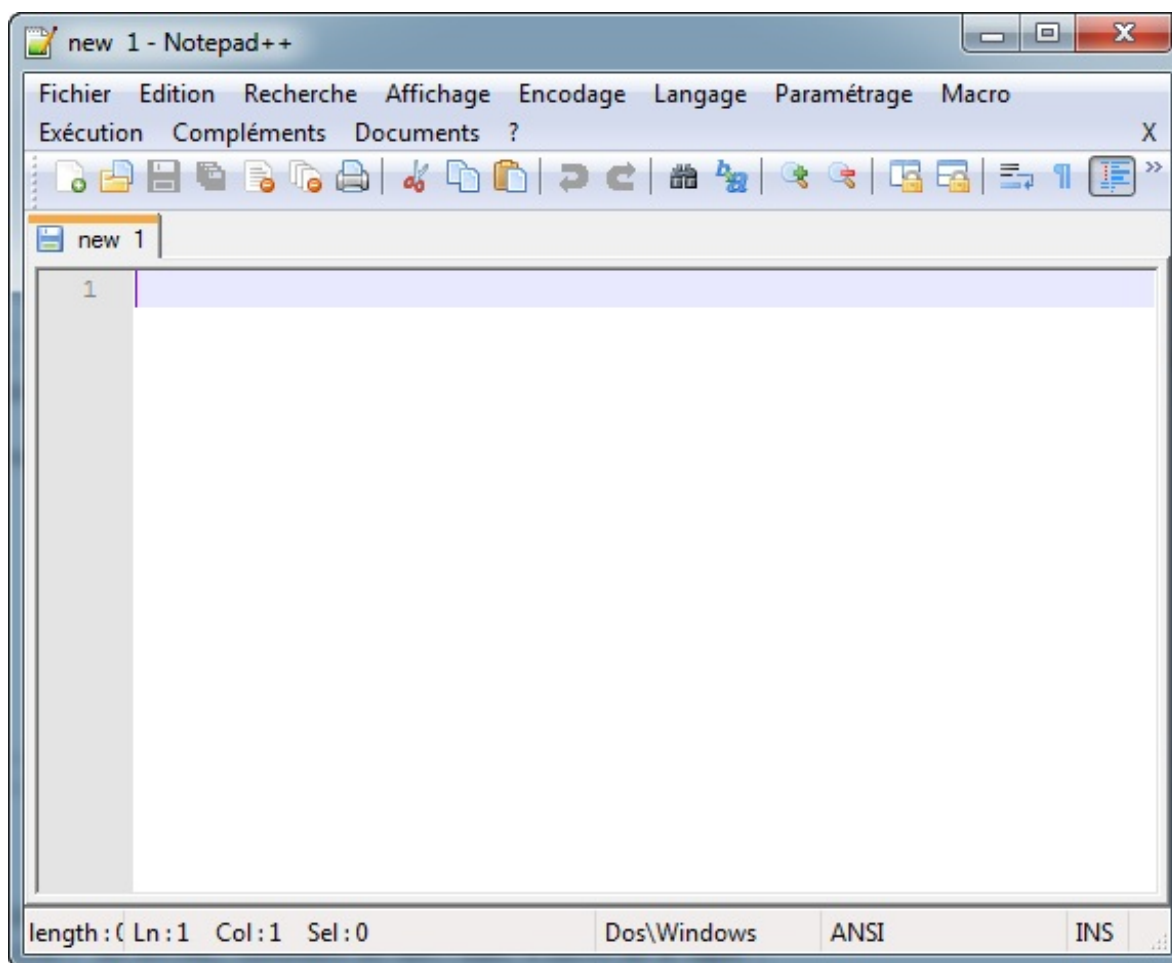 new 1 - Notepad++
Fichier Edition Recherche Affichage Encodage Langage Paramétrage Macro
Exécution Compléments Documents ? X
new 1
1
length : 0 Ln : 1 Col : 1 Sel : 0 Dos\Windows ANSI INS